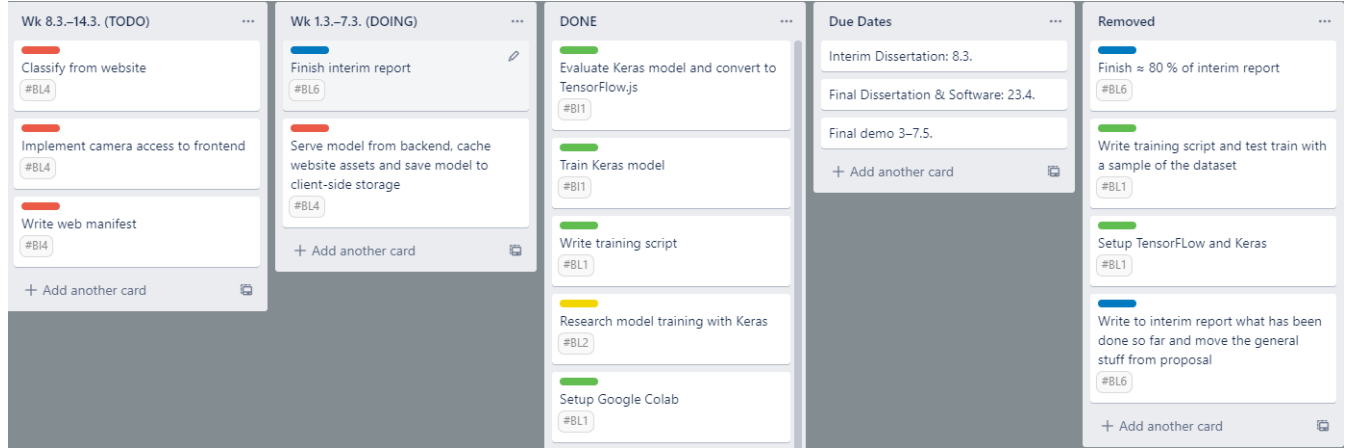 Wk 8.3.–14.3. (TODO)
Classify from website
#BL4
Implement camera access to frontend
#BL4
Write web manifest
#BI4
+ Add another card
Wk 1.3.–7.3. (DOING)
Finish interim report
#BL6
Serve model from backend, cache
website assets and save model to
client-side storage
#BL4
+ Add another card
DONE
Evaluate Keras model and convert to
TensorFlow.js
#BI1
Train Keras model
#BI1
Write training script
#BL1
Research model training with Keras
#BL2
Setup Google Colab
#BL1
Due Dates
Interim Dissertation: 8.3.
Final Dissertation & Software: 23.4.
Final demo 3–7.5.
+ Add another card
Removed
Finish ≈ 80 % of interim report
#BL6
Write training script and test train with
a sample of the dataset
#BL1
Setup TensorFLow and Keras
#BL1
Write to interim report what has been
done so far and move the general
stuff from proposal
#BL6
+ Add another card